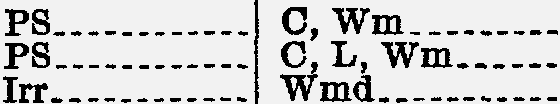 PS C, Wm
PS C, L, Wm
Irr Wmd